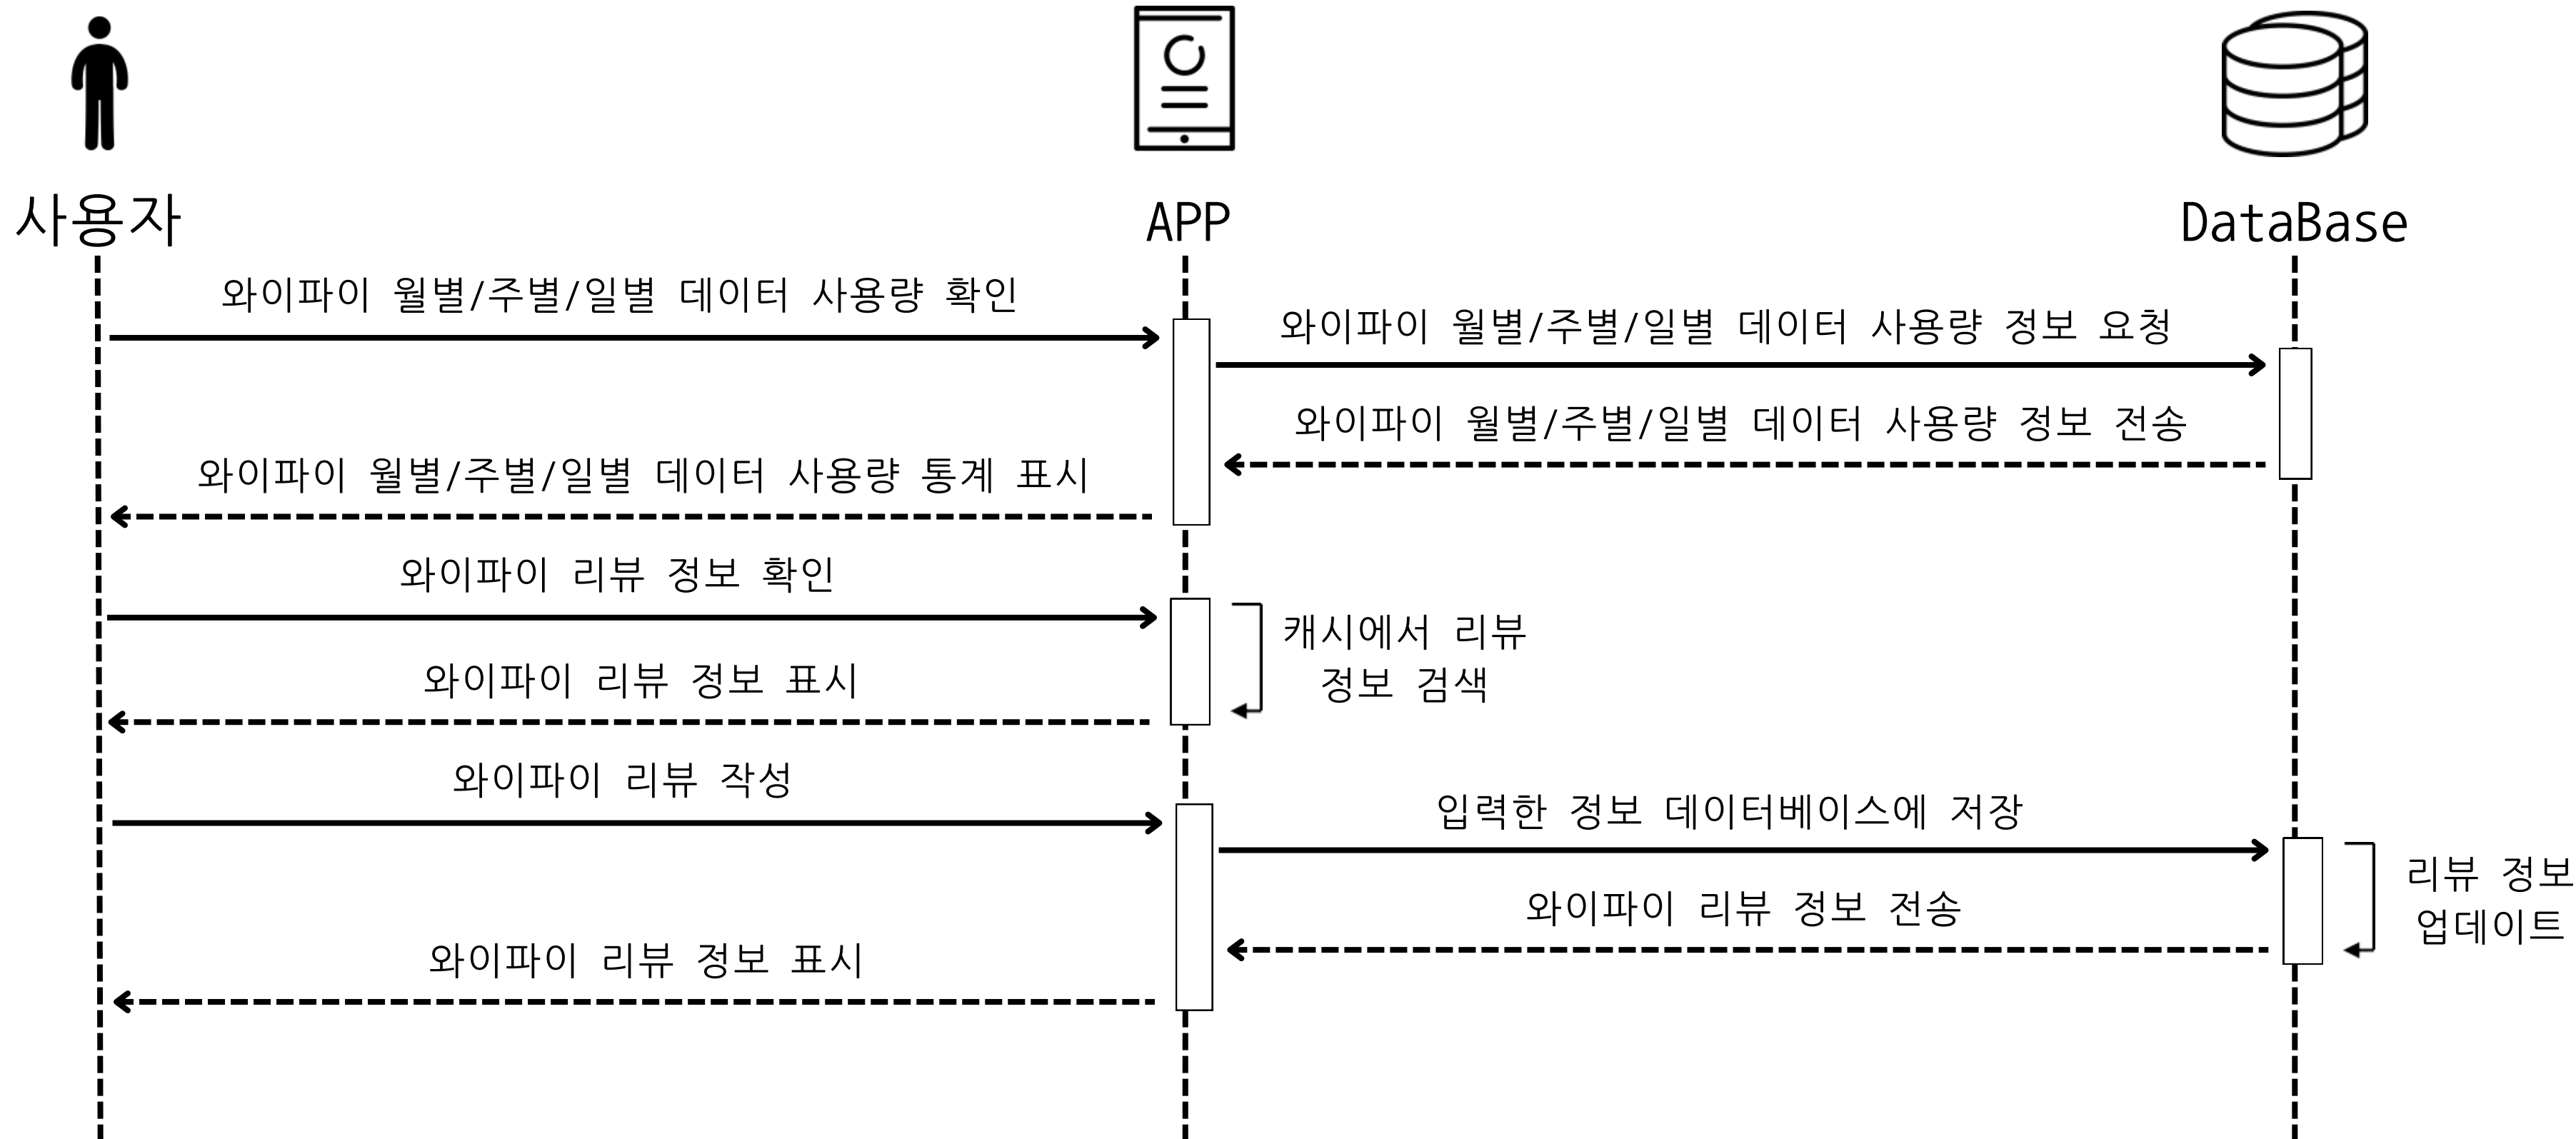 사용자
APP
DataBase
와이파이 월별/주별/일별 데이터 사용량 확인
와이파이 월별/주별/일별 데이터 사용량 정보 요청
와이파이 월별/주별/일별 데이터 사용량 정보 전송
와이파이 월별/주별/일별 데이터 사용량 통계 표시
와이파이 리뷰 정보 확인
캐시에서 리뷰
정보 검색
와이파이 리뷰 정보 표시
와이파이 리뷰 작성
입력한 정보 데이터베이스에 저장
리뷰 정보
업데이트
와이파이 리뷰 정보 전송
와이파이 리뷰 정보 표시